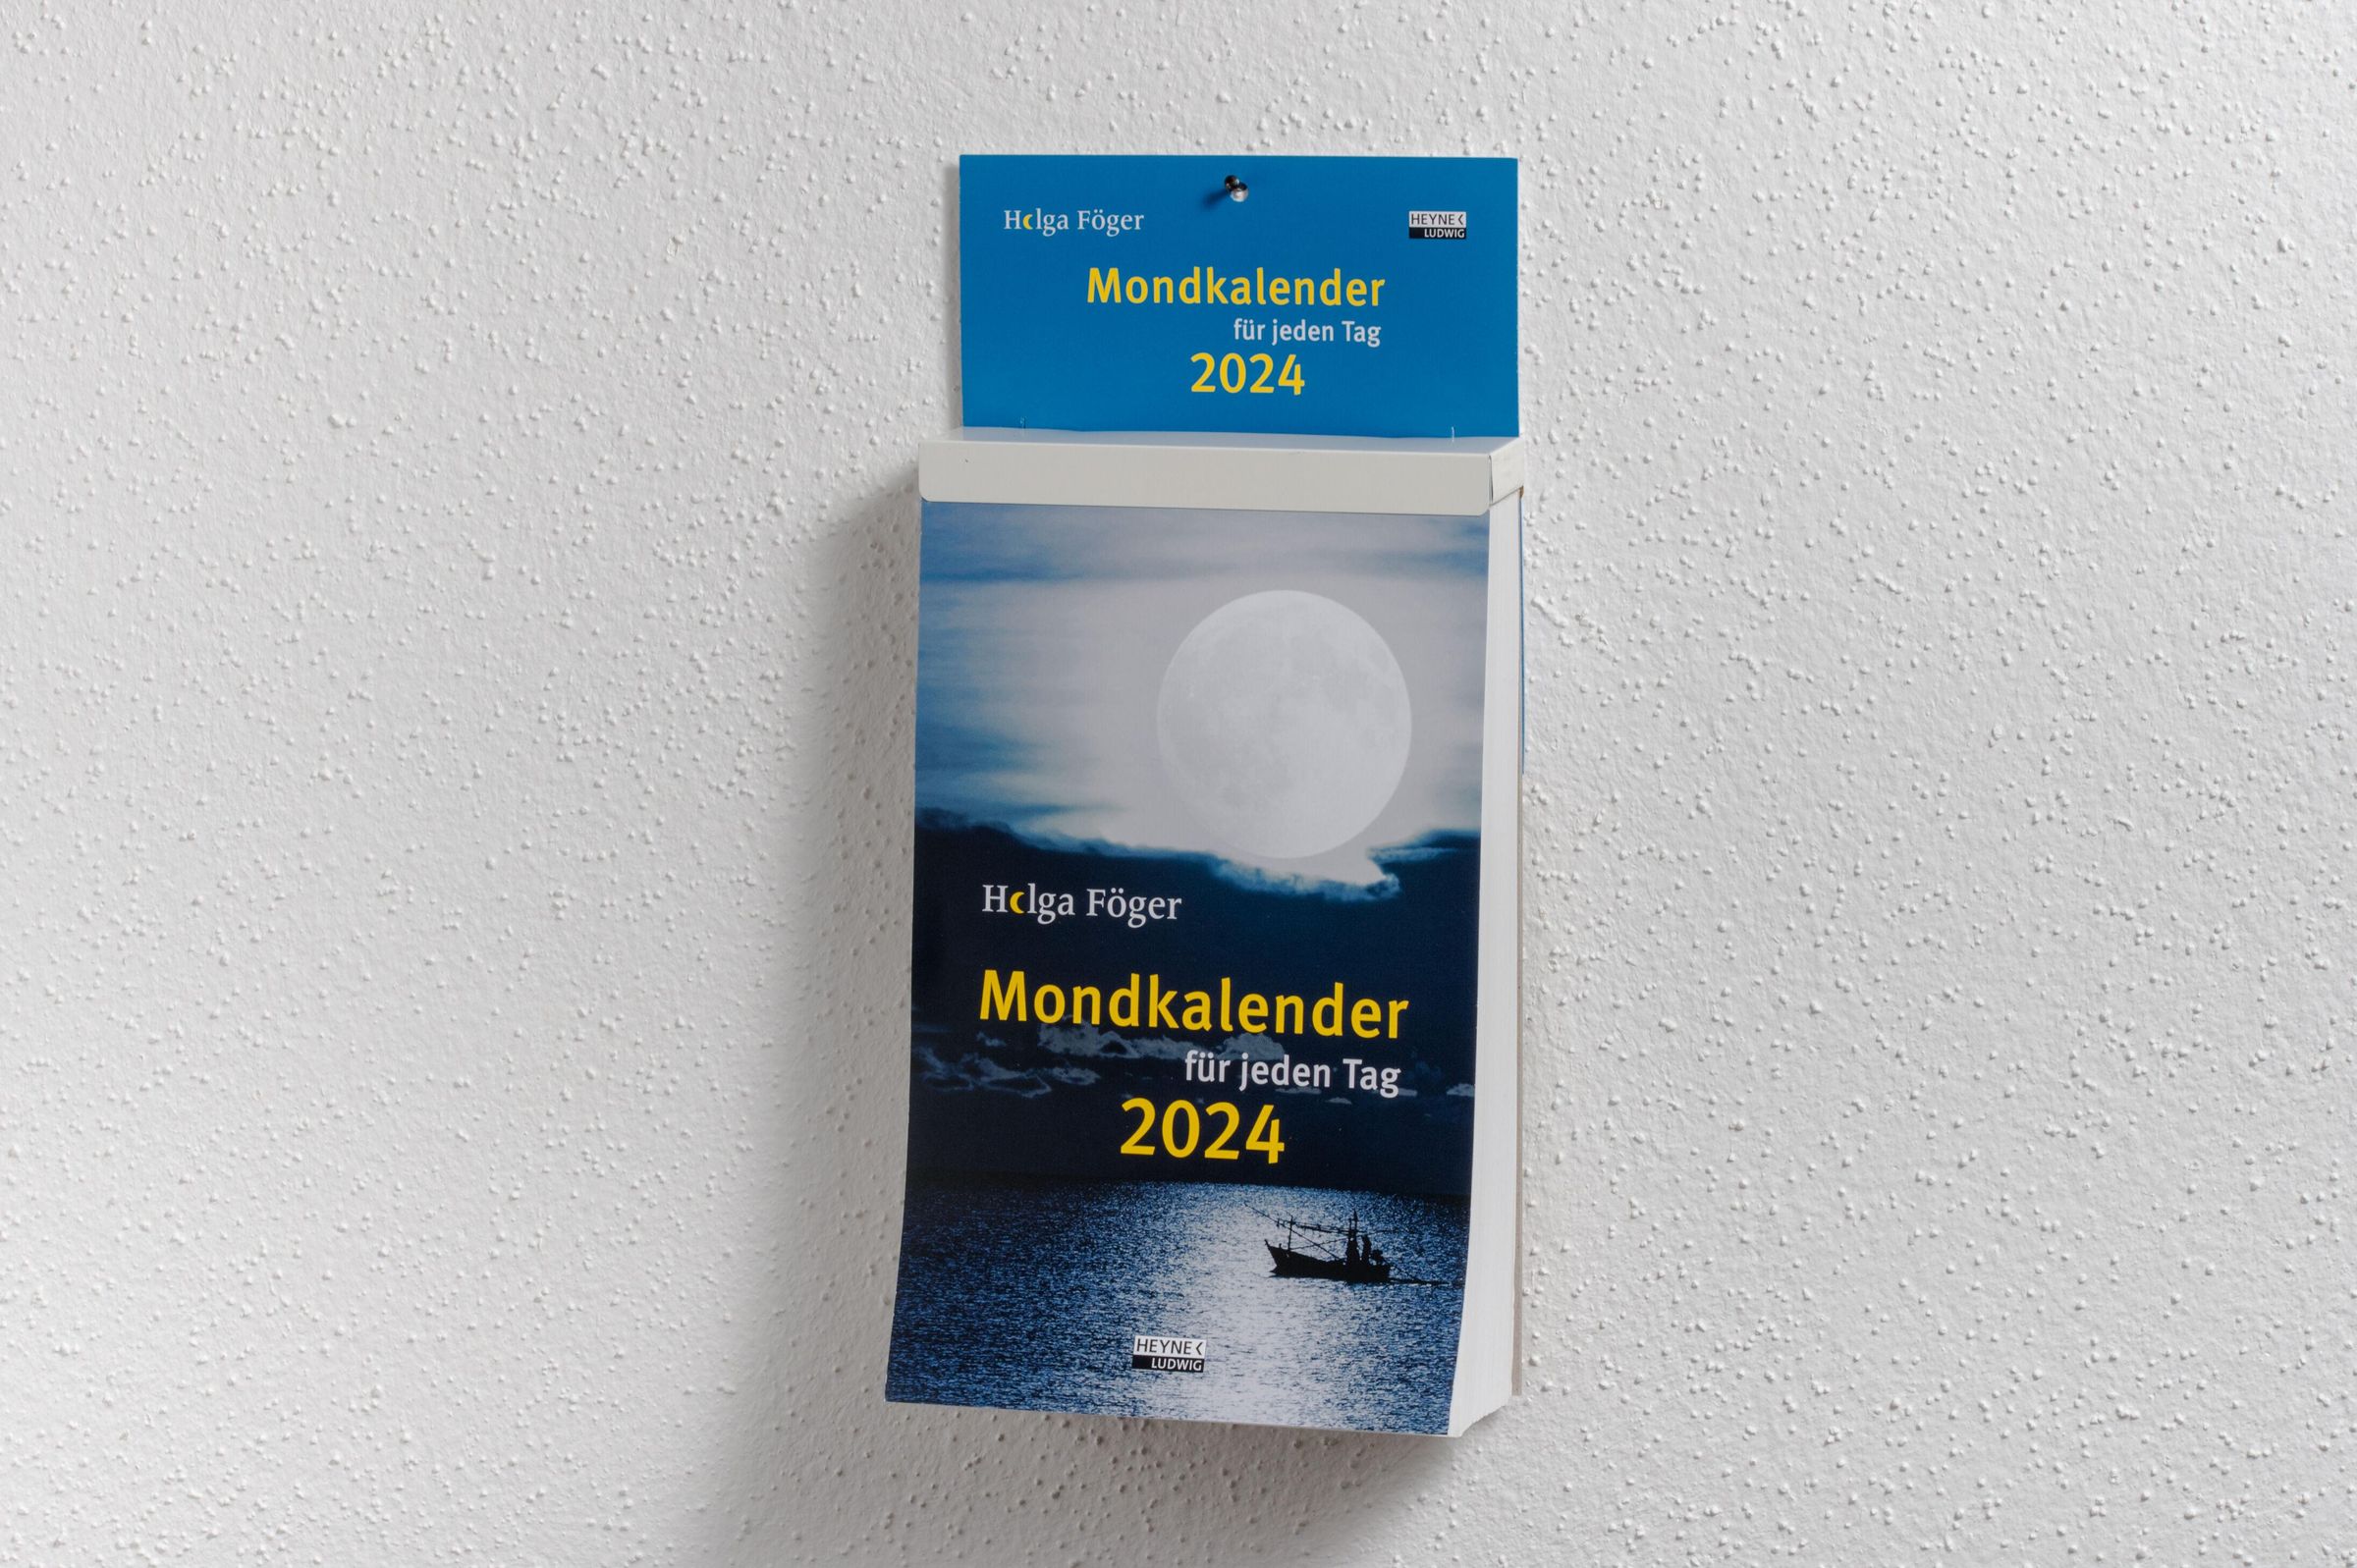 Helga Föger
HEYNE <
LUDWIG
Mondkalender
für jeden Tag
2024
Helga Föger
Mondkalender
für jeden Tag
2024
HEYNE <
LUDWIG